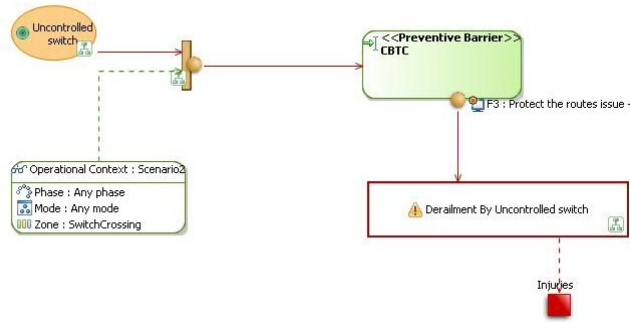 Uncontrolled
switch
<<Preventive Barrier>>
CBTC
F3 : Protect the routes issue -
Operational Context : Scenario2
Phase : Any phase
Mode : Any mode
Zone : SwitchCrossing
Derailment By Uncontrolled switch
Injuries